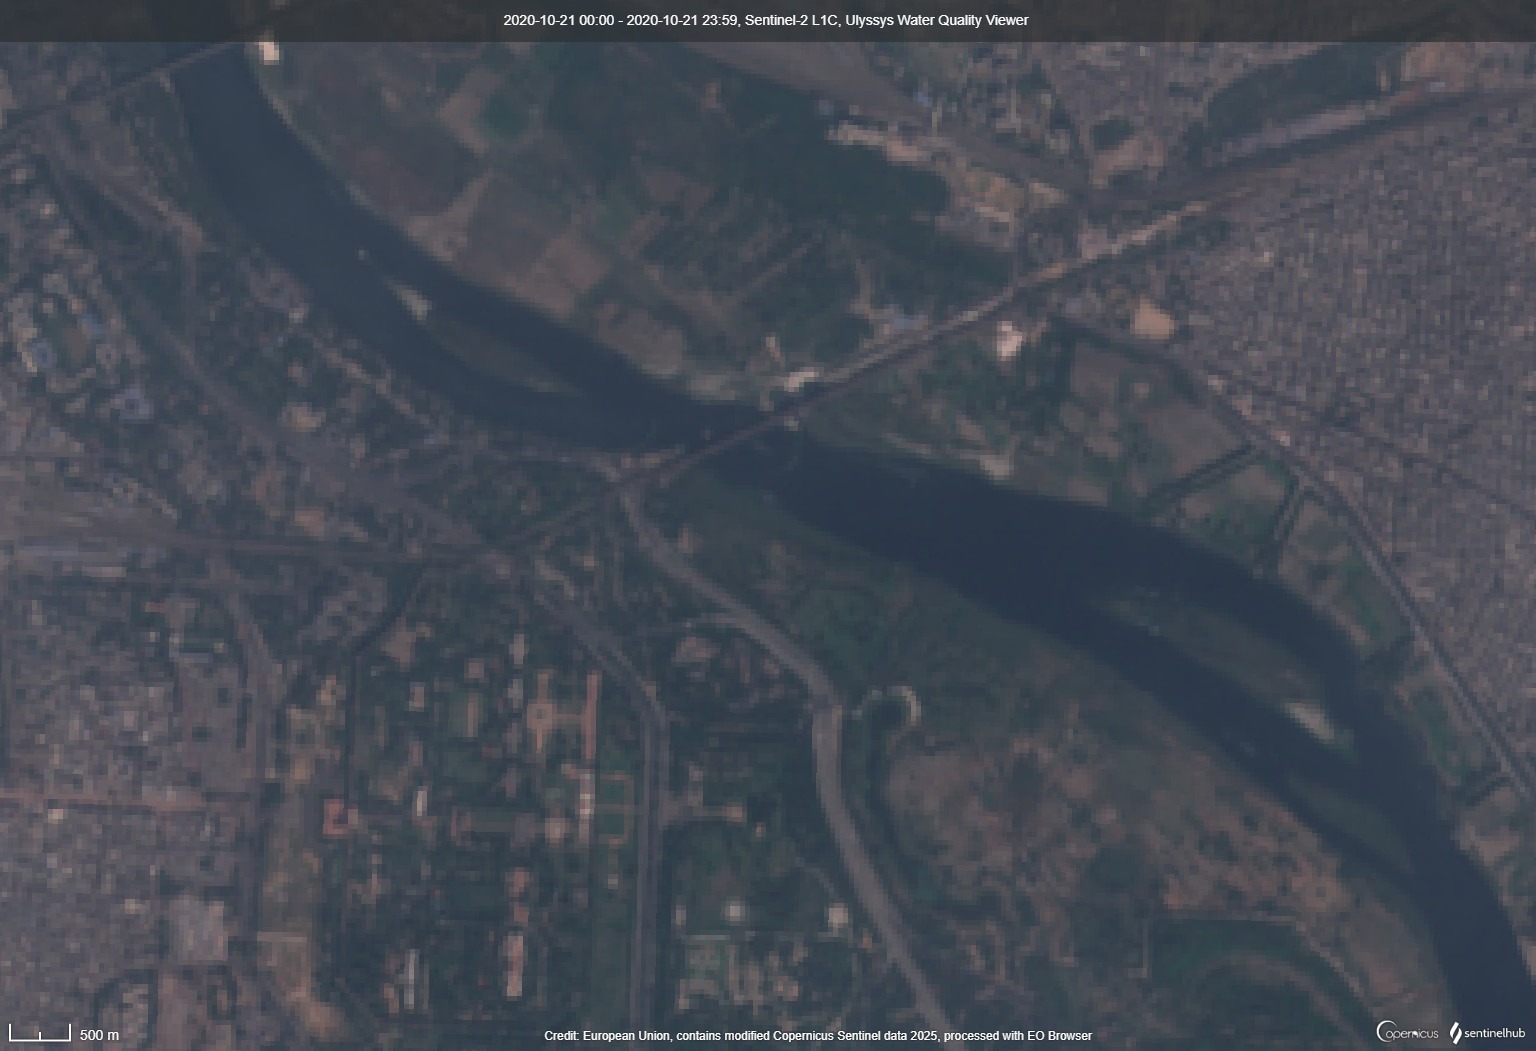 2020-10-21 00:00 - 2020-10-21 23:59, Sentinel-2 L1C, Ulyssys Water Quality Viewer
500 m
Credit: European Union, contains modified Copernicus Sentinel data 2025, processed with EO Browser
Copernicus
sentinelhub